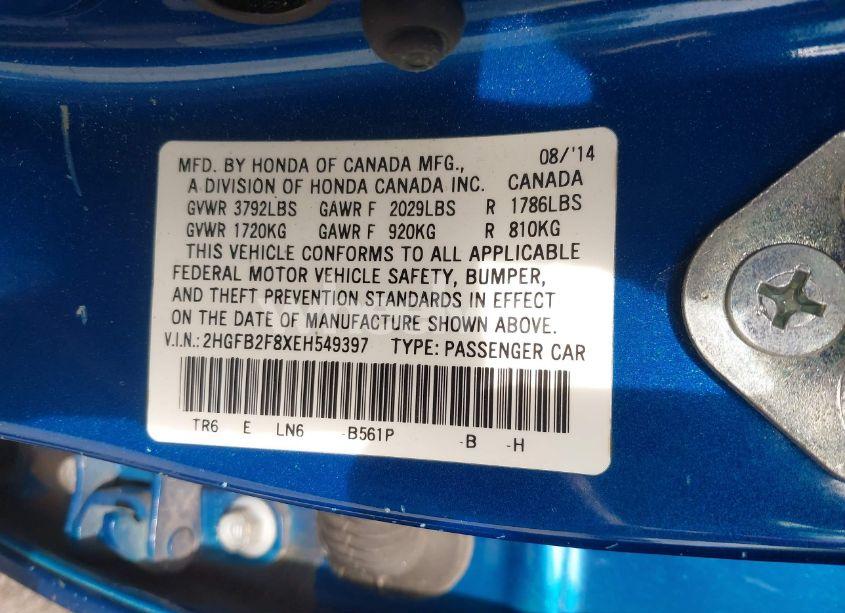 MFD. BY HONDA OF CANADA MFG., 08/'14
A DIVISION OF HONDA CANADA INC. CANADA
GVWR 3792LBS GAWR F 2029LBS R 1786LBS
GVWR 1720KG GAWR F 920KG R 810KG
THIS VEHICLE CONFORMS TO ALL APPLICABLE
FEDERAL MOTOR VEHICLE SAFETY, BUMPER,
AND THEFT PREVENTION STANDARDS IN EFFECT
ON THE DATE OF MANUFACTURE SHOWN ABOVE.
V.I.N.: 2HGFB2F8XEH549397 TYPE: PASSENGER CAR
TR6 E LN6 -B561P -B -H